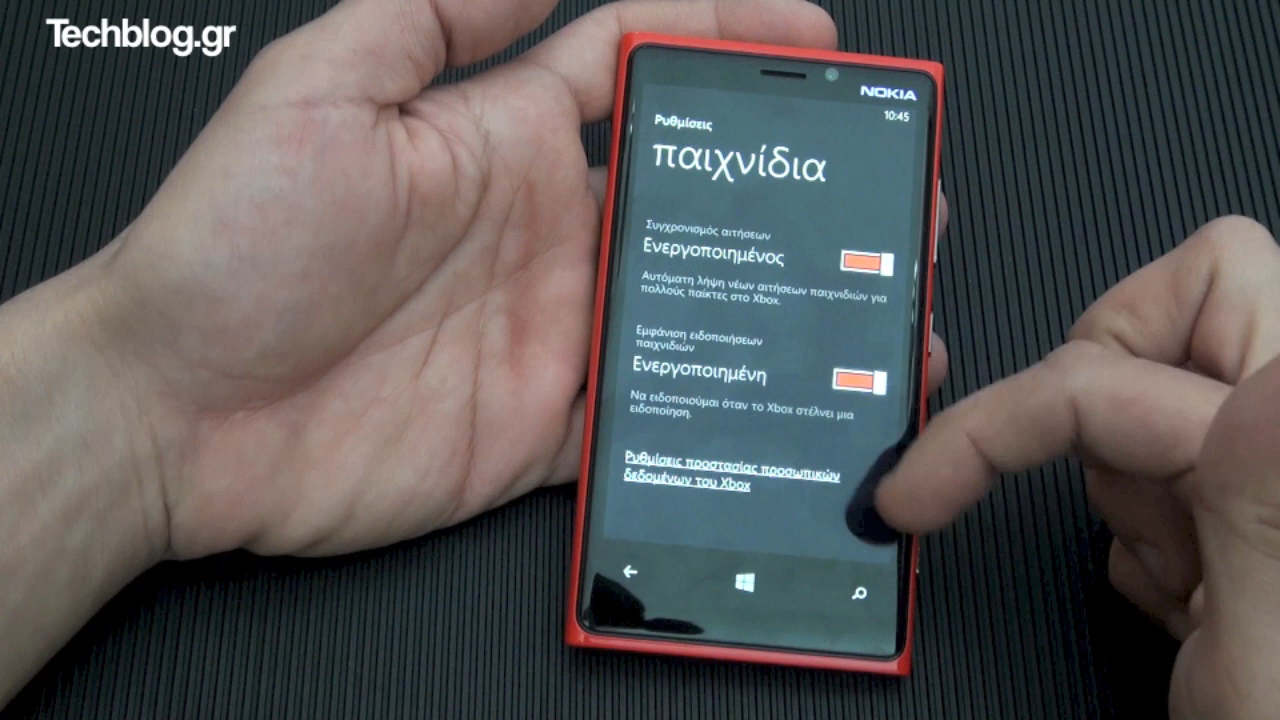 Techblog.gr
NOKIA
10:45
Ρυθμίσεις
παιχνίδια
Συγχρονισμός αιτήσεων
Ενεργοποιημένος
Αυτόματη λήψη νέων αιτήσεων παιχνιδιών για
πολλούς παίκτες στο Xbox.
Εμφάνιση ειδοποιήσεων
παιχνιδιών
Ενεργοποιημένη
Να ειδοποιούμαι όταν το Xbox στέλνει μια
ειδοποίηση.
Ρυθμίσεις προστασίας προσωπικών
δεδομένων του Xbox